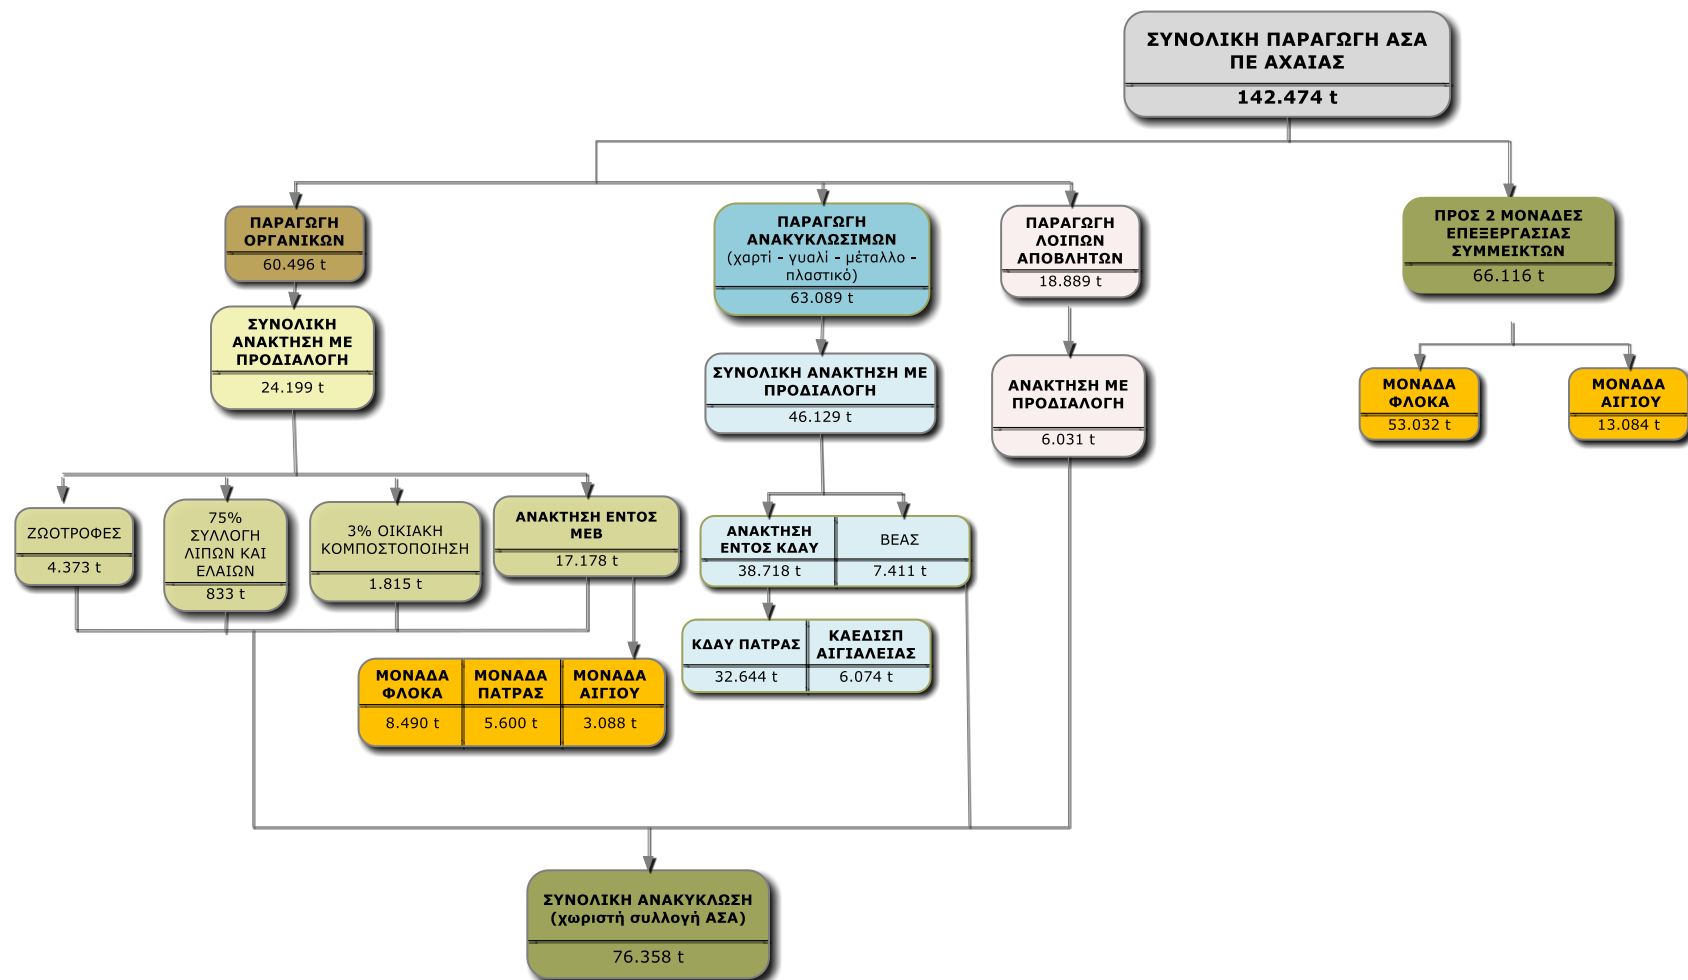 ΣΥΝΟΛΙΚΗ ΠΑΡΑΓΩΓΗ ΑΣΑ
ΠΕ ΑΧΑΙΑΣ
142.474 t
ΠΑΡΑΓΩΓΗ
ΟΡΓΑΝΙΚΩΝ
60.496 t
ΠΑΡΑΓΩΓΗ
ΑΝΑΚΥΚΛΩΣΙΜΩΝ
(χαρτί - γυαλί - μέταλλο -
πλαστικό)
63.089 t
ΠΑΡΑΓΩΓΗ
ΛΟΙΠΩΝ
ΑΠΟΒΛΗΤΩΝ
18.889 t
ΠΡΟΣ 2 ΜΟΝΑΔΕΣ
ΕΠΕΞΕΡΓΑΣΙΑΣ
ΣΥΜΜΕΙΚΤΩΝ
66.116 t
ΣΥΝΟΛΙΚΗ
ΑΝΑΚΤΗΣΗ ΜΕ
ΠΡΟΔΙΑΛΟΓΗ
24.199 t
ΣΥΝΟΛΙΚΗ ΑΝΑΚΤΗΣΗ ΜΕ
ΠΡΟΔΙΑΛΟΓΗ
46.129 t
ΑΝΑΚΤΗΣΗ ΜΕ
ΠΡΟΔΙΑΛΟΓΗ
6.031 t
ΜΟΝΑΔΑ
ΦΛΟΚΑ
53.032 t
ΜΟΝΑΔΑ
ΑΙΓΙΟΥ
13.084 t
ΖΩΟΤΡΟΦΕΣ
4.373 t
75%
ΣΥΛΛΟΓΗ
ΛΙΠΩΝ ΚΑΙ
ΕΛΑΙΩΝ
833 t
3% ΟΙΚΙΑΚΗ
ΚΟΜΠΟΣΤΟΠΟΙΗΣΗ
1.815 t
ΑΝΑΚΤΗΣΗ ΕΝΤΟΣ
ΜΕΒ
17.178 t
ΑΝΑΚΤΗΣΗ
ΕΝΤΟΣ ΚΔΑΥ
38.718 t
ΒΕΑΣ
7.411 t
ΚΔΑΥ ΠΑΤΡΑΣ
32.644 t
ΚΑΕΔΙΣΠ
ΑΙΓΙΑΛΕΙΑΣ
6.074 t
ΜΟΝΑΔΑ
ΦΛΟΚΑ
8.490 t
ΜΟΝΑΔΑ
ΠΑΤΡΑΣ
5.600 t
ΜΟΝΑΔΑ
ΑΙΓΙΟΥ
3.088 t
ΣΥΝΟΛΙΚΗ ΑΝΑΚΥΚΛΩΣΗ
(χωριστή συλλογή ΑΣΑ)
76.358 t